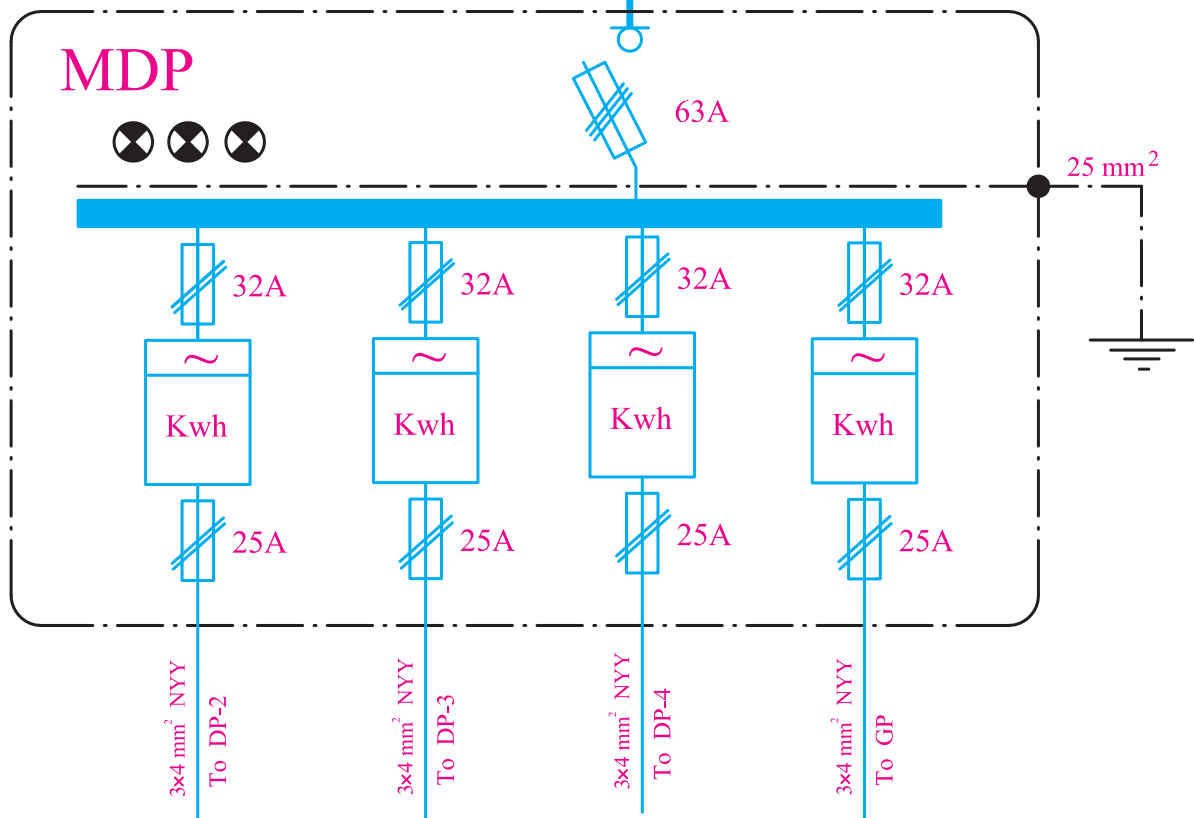 MDP
63A
25 mm²
32A
32A
32A
32A
~
~
~
~
Kwh
Kwh
Kwh
Kwh
25A
25A
25A
25A
3×4 mm² NYY
To DP-2
3×4 mm² NYY
To DP-3
3×4 mm² NYY
To DP-4
3×4 mm² NYY
To GP